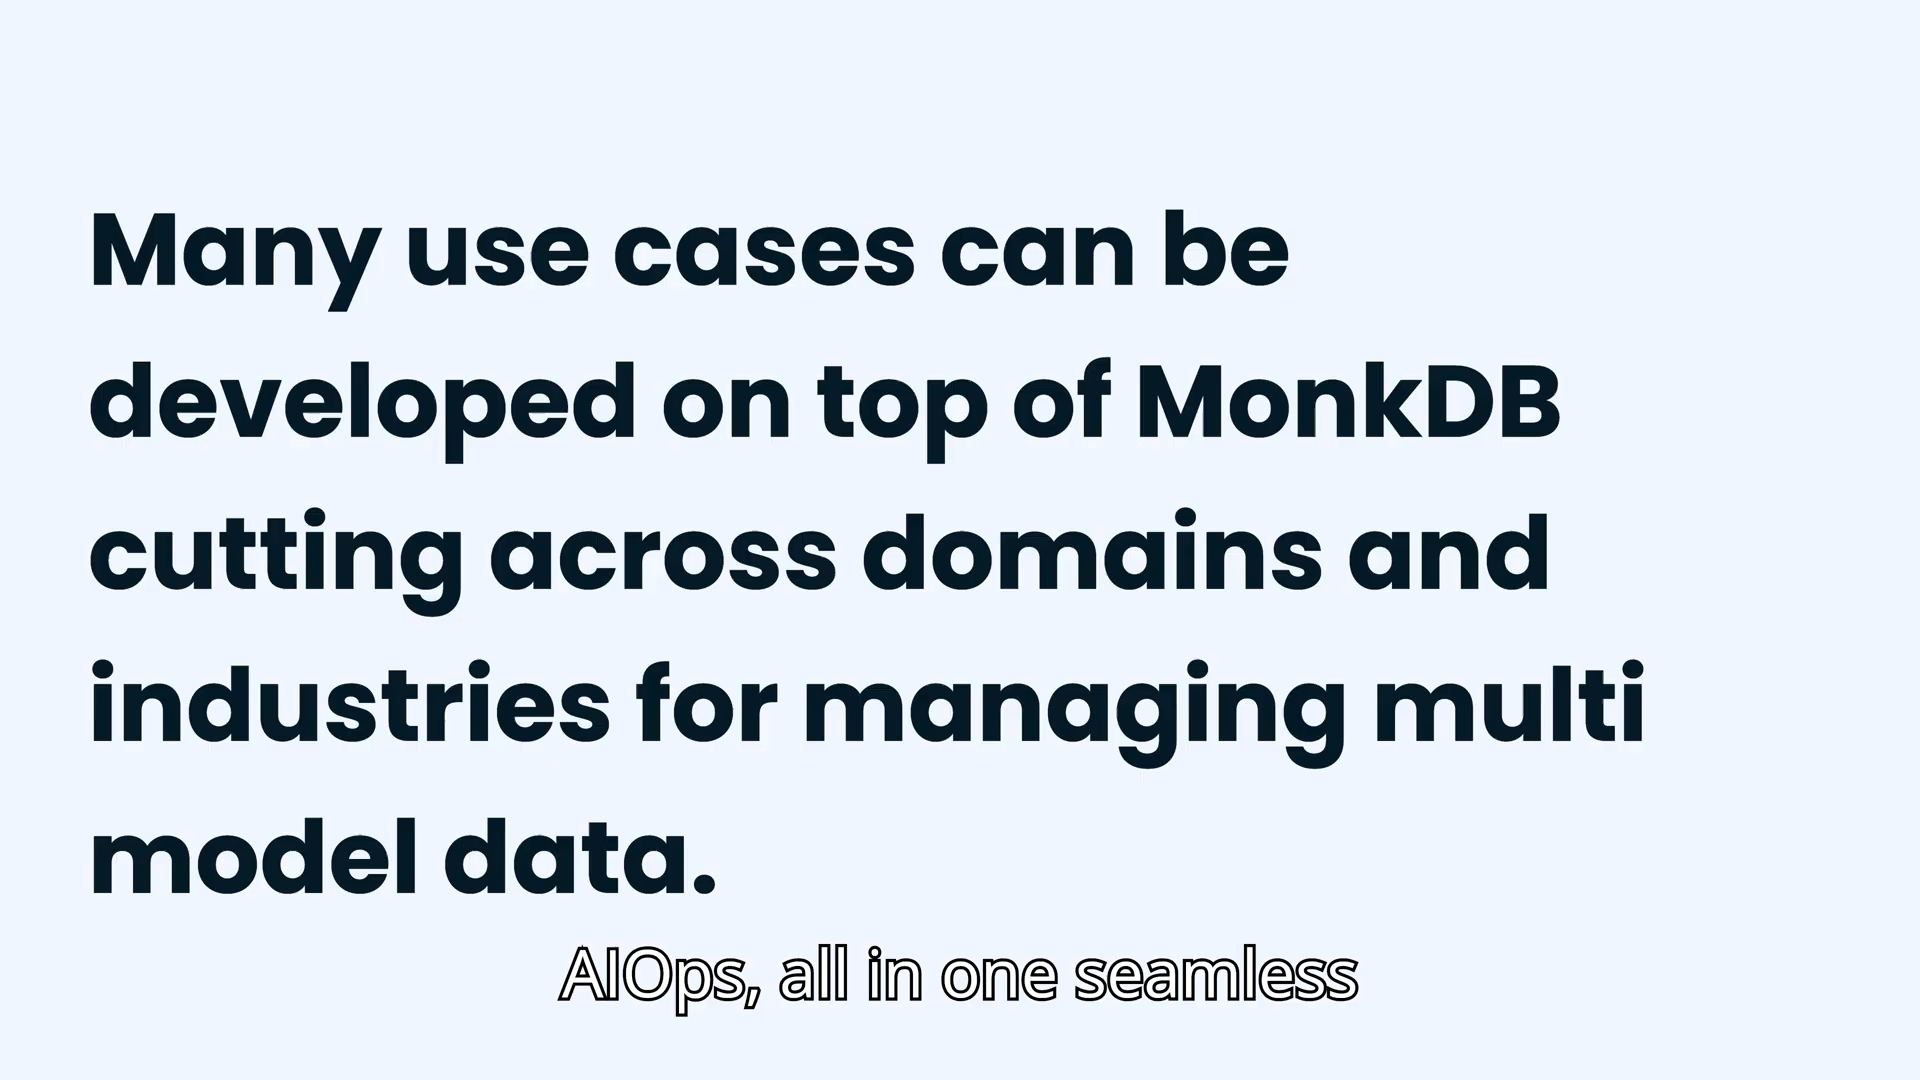 Many use cases can be
developed on top of MonkDB
cutting across domains and
industries for managing multi
model data.
AIOps, all in one seamless